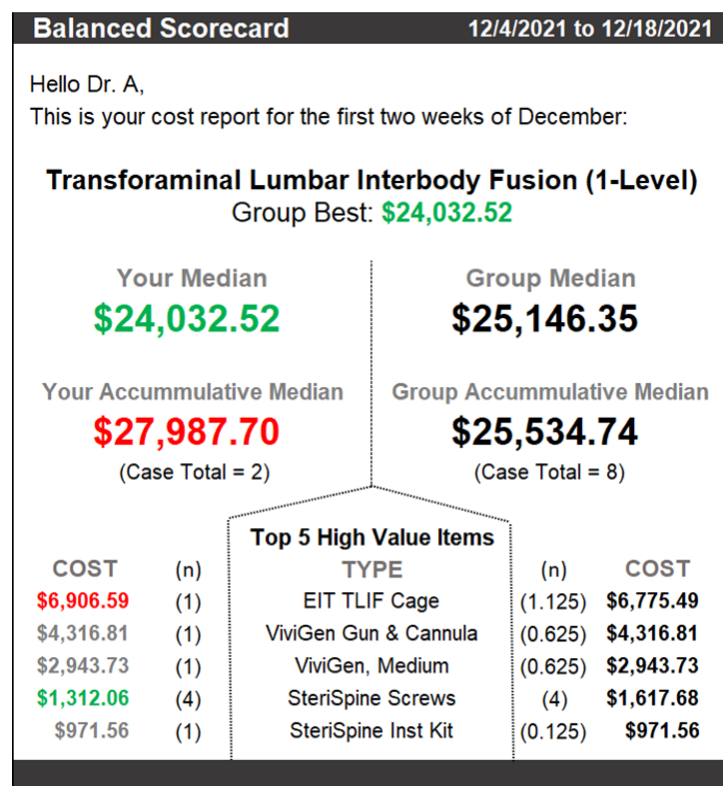 Balanced Scorecard 12/4/2021 to 12/18/2021
Hello Dr. A,
This is your cost report for the first two weeks of December:
Transforaminal Lumbar Interbody Fusion (1-Level)
Group Best: $24,032.52
Your Median Group Median
$24,032.52 $25,146.35
Your Accummulative Median Group Accummulative Median
$27,987.70 $25,534.74
(Case Total = 2) (Case Total = 8)
Top 5 High Value Items
COST (n) TYPE (n) COST
$6,906.59 (1) EIT TLIF Cage (1.125) $6,775.49
$4,316.81 (1) ViviGen Gun & Cannula (0.625) $4,316.81
$2,943.73 (1) ViviGen, Medium (0.625) $2,943.73
$1,312.06 (4) SteriSpine Screws (4) $1,617.68
$971.56 (1) SteriSpine Inst Kit (0.125) $971.56